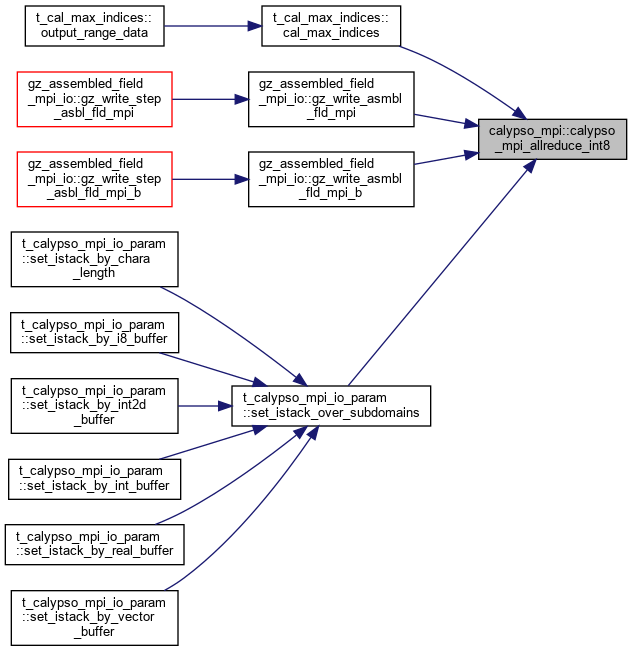 t_cal_max_indices::
output_range_data
t_cal_max_indices::
cal_max_indices
gz_assembled_field
_mpi_io::gz_write_step
_asbl_fld_mpi
gz_assembled_field
_mpi_io::gz_write_asmbl
_fld_mpi
calypso_mpi::calypso
_mpi_allreduce_int8
gz_assembled_field
_mpi_io::gz_write_step
_asbl_fld_mpi_b
gz_assembled_field
_mpi_io::gz_write_asmbl
_fld_mpi_b
t_calypso_mpi_io_param
::set_istack_by_chara
_length
t_calypso_mpi_io_param
::set_istack_by_i8_buffer
t_calypso_mpi_io_param
::set_istack_by_int2d
_buffer
t_calypso_mpi_io_param
::set_istack_over_subdomains
t_calypso_mpi_io_param
::set_istack_by_int_buffer
t_calypso_mpi_io_param
::set_istack_by_real_buffer
t_calypso_mpi_io_param
::set_istack_by_vector
_buffer